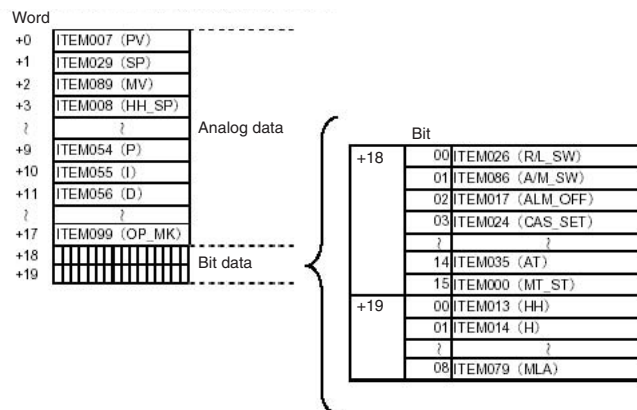 Word
+0 ITEM007 (PV)
+1 ITEM029 (SP)
+2 ITEM089 (MV)
+3 ITEM008 (HH_SP)
≀ ≀
Analog data
+9 ITEM054 (P)
+10 ITEM055 (I)
+11 ITEM056 (D)
≀ ≀
+17 ITEM099 (OP_MK)
+18
Bit data
+19
Bit
+18 00 ITEM026 (R/L_SW)
01 ITEM086 (A/M_SW)
02 ITEM017 (ALM_OFF)
03 ITEM024 (CAS_SET)
≀ ≀
14 ITEM035 (AT)
15 ITEM000 (MT_ST)
+19 00 ITEM013 (HH)
01 ITEM014 (H)
≀ ≀
08 ITEM079 (MLA)